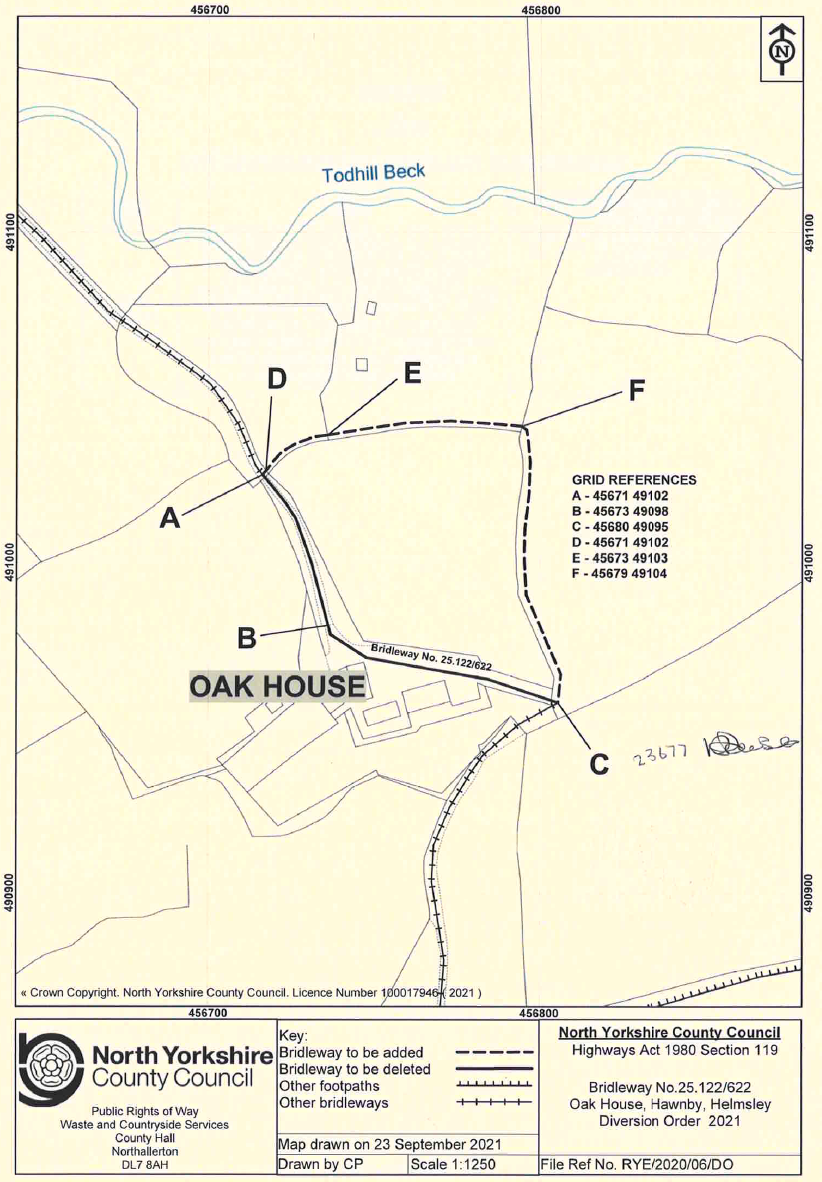 456700
456800
N
Todhill Beck
491100
491100
D
E
F
GRID REFERENCES
A - 45671 49102
B - 45673 49098
C - 45680 49095
D - 45671 49102
E - 45673 49103
F - 45679 49104
A
491000
491000
B
Bridleway No. 25.122/622
OAK HOUSE
C
23677
490900
490900
« Crown Copyright. North Yorkshire County Council. Licence Number 100017946 ( 2021 )
456700
456800
North Yorkshire
County Council
Public Rights of Way
Waste and Countryside Services
County Hall
Northallerton
DL7 8AH
Key:
Bridleway to be added
Bridleway to be deleted
Other footpaths
Other bridleways
Map drawn on 23 September 2021
Drawn by CP
Scale 1:1250
North Yorkshire County Council
Highways Act 1980 Section 119
Bridleway No.25.122/622
Oak House, Hawnby, Helmsley
Diversion Order 2021
File Ref No. RYE/2020/06/DO